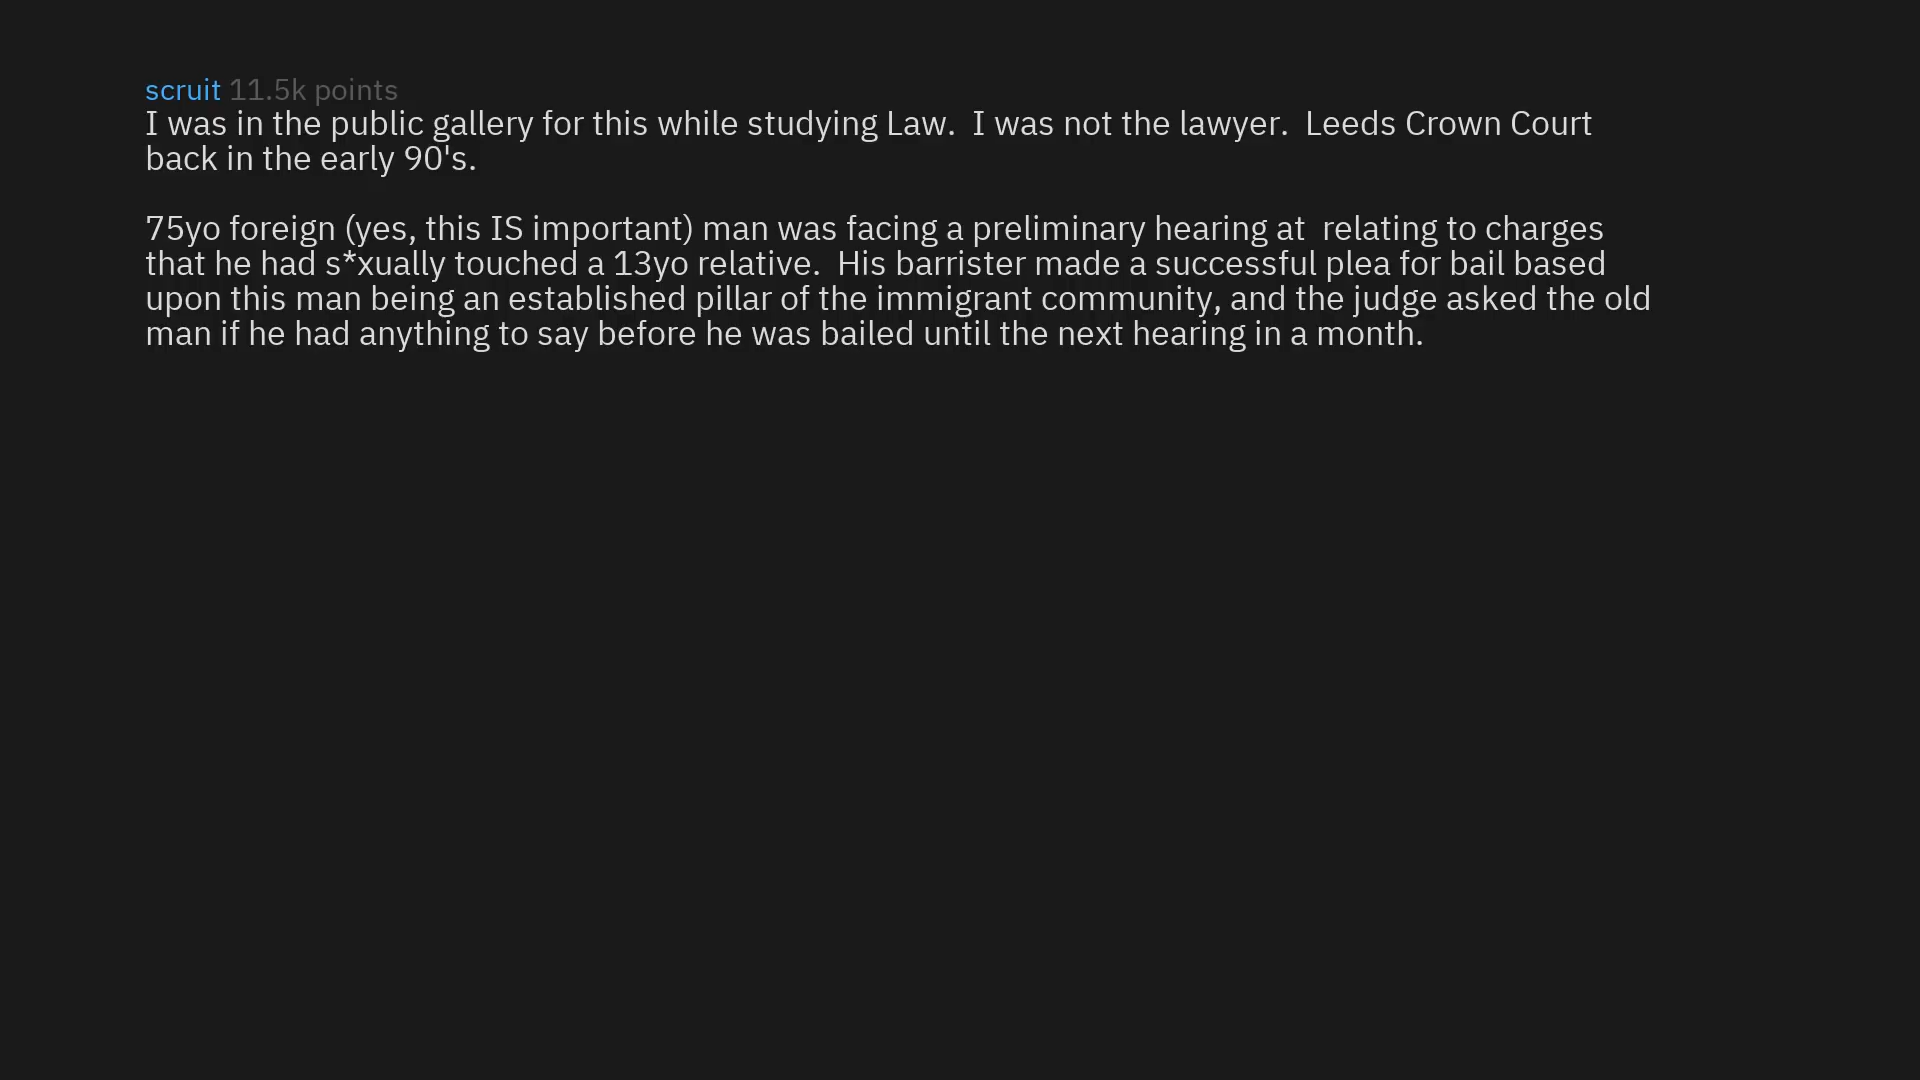 scruit 11.5k points
I was in the public gallery for this while studying Law.  I was not the lawyer.  Leeds Crown Court
back in the early 90's.
75yo foreign (yes, this IS important) man was facing a preliminary hearing at  relating to charges
that he had s*xually touched a 13yo relative.  His barrister made a successful plea for bail based
upon this man being an established pillar of the immigrant community, and the judge asked the old
man if he had anything to say before he was bailed until the next hearing in a month.